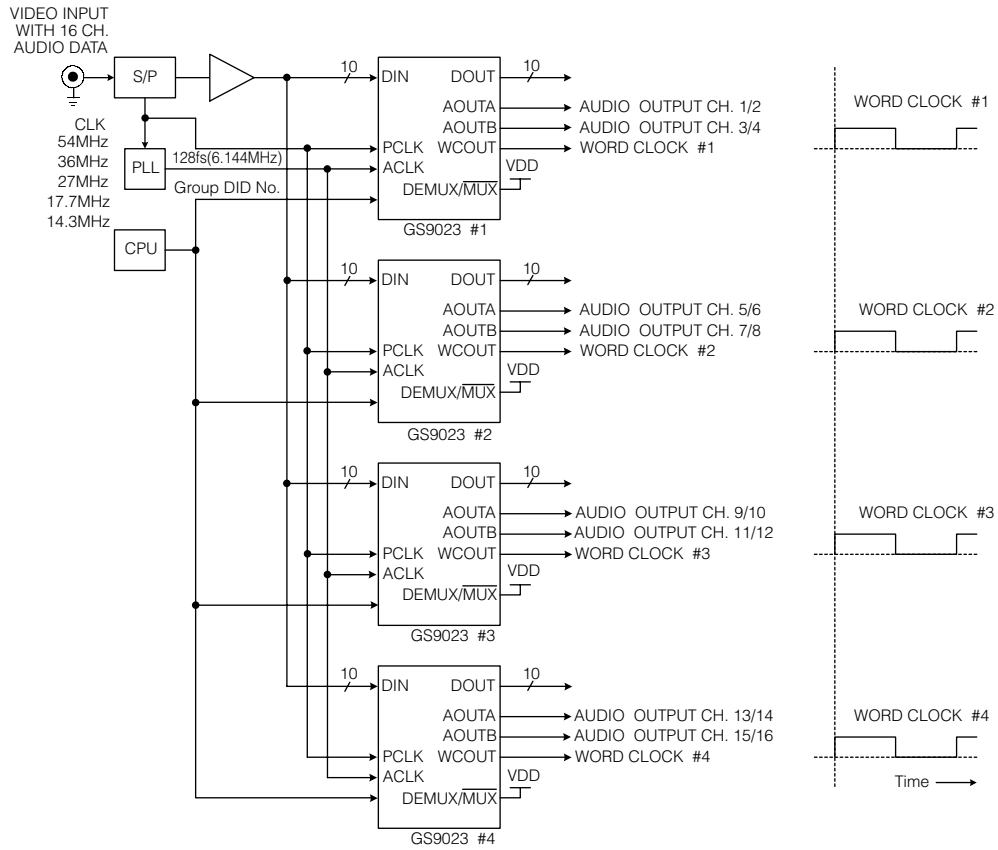 VIDEO INPUT
WITH 16 CH.
AUDIO DATA
S/P
CLK
54MHz
36MHz
27MHz
17.7MHz
14.3MHz
PLL
128fs(6.144MHz)
Group DID No.
CPU
10
DIN
DOUT
10
AOUTA
AUDIO OUTPUT CH. 1/2
AOUTB
AUDIO OUTPUT CH. 3/4
PCLK
WCOUT
WORD CLOCK #1
ACLK
VDD
DEMUX/MUX
GS9023 #1
WORD CLOCK #1
10
DIN
DOUT
10
AOUTA
AUDIO OUTPUT CH. 5/6
AOUTB
AUDIO OUTPUT CH. 7/8
PCLK
WCOUT
WORD CLOCK #2
ACLK
VDD
DEMUX/MUX
GS9023 #2
WORD CLOCK #2
10
DIN
DOUT
10
AOUTA
AUDIO OUTPUT CH. 9/10
AOUTB
AUDIO OUTPUT CH. 11/12
PCLK
WCOUT
WORD CLOCK #3
ACLK
VDD
DEMUX/MUX
GS9023 #3
WORD CLOCK #3
10
DIN
DOUT
10
AOUTA
AUDIO OUTPUT CH. 13/14
AOUTB
AUDIO OUTPUT CH. 15/16
PCLK
WCOUT
WORD CLOCK #4
ACLK
VDD
DEMUX/MUX
GS9023 #4
WORD CLOCK #4
Time